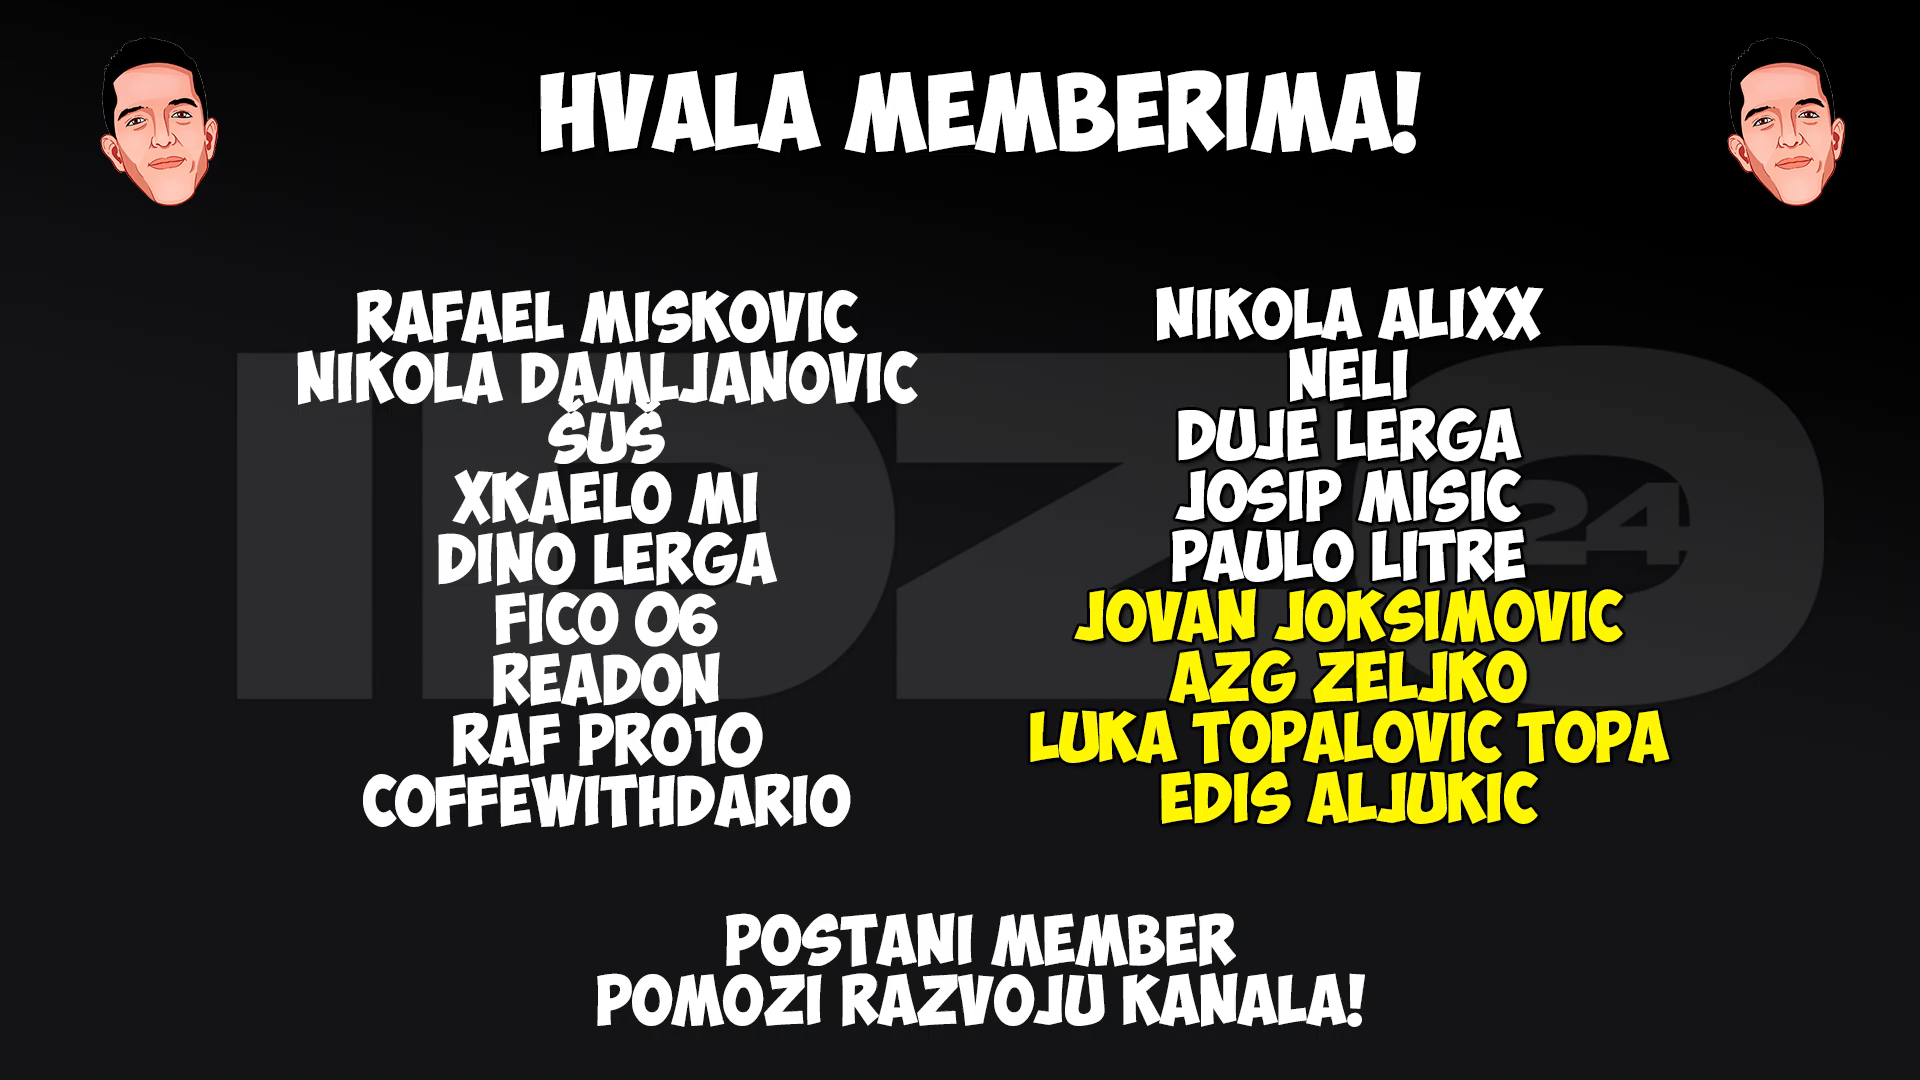 HVALA MEMBERIMA!
RAFAEL MISKOVIC
NIKOLA DAMLJANOVIC
ŠUŠ
XKAELO MI
DINO LERGA
FICO 06
READON
RAF PRO10
COFFEWITHDARIO
NIKOLA ALIXX
NELI
DUJE LERGA
JOSIP MISIC
PAULO LITRE
JOVAN JOKSIMOVIC
AZG ZELJKO
LUKA TOPALOVIC TOPA
EDIS ALJUKIC
IDZO
24
POSTANI MEMBER
POMOZI RAZVOJU KANALA!